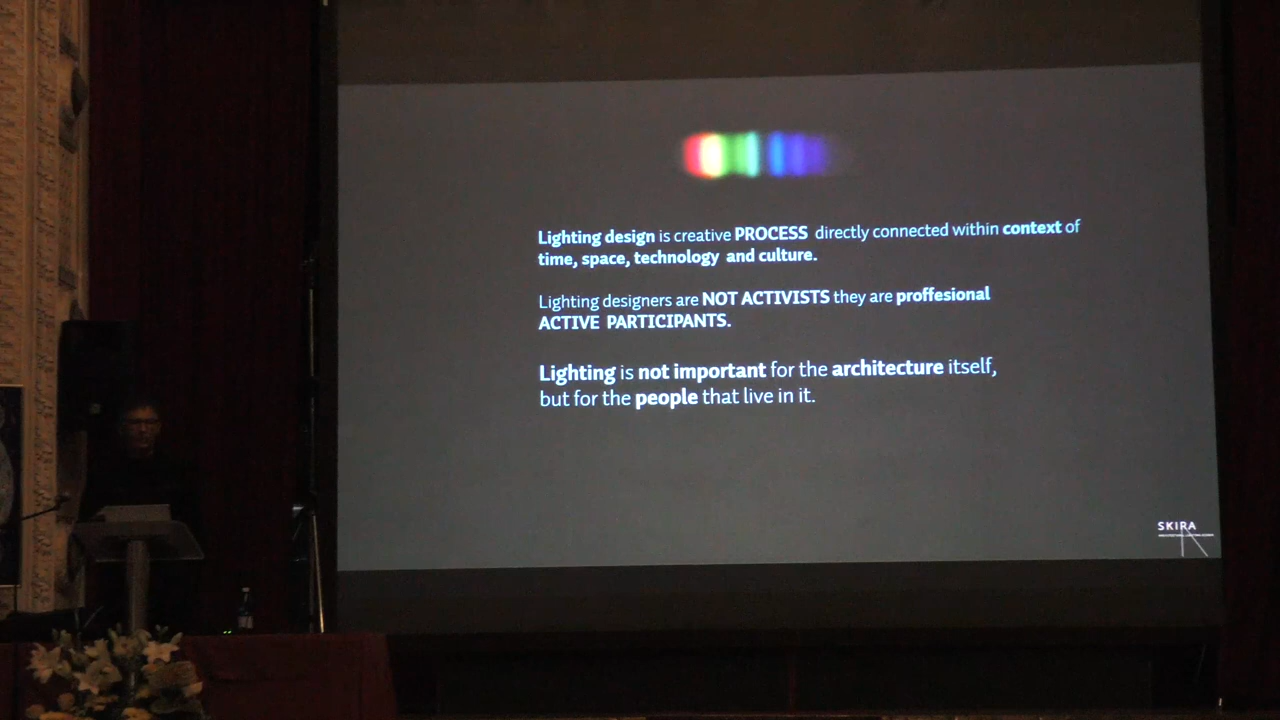 Lighting design is creative PROCESS directly connected within context of
time, space, technology and culture.
Lighting designers are NOT ACTIVISTS they are proffesional
ACTIVE PARTICIPANTS.
Lighting is not important for the architecture itself,
but for the people that live in it.
SKIRA